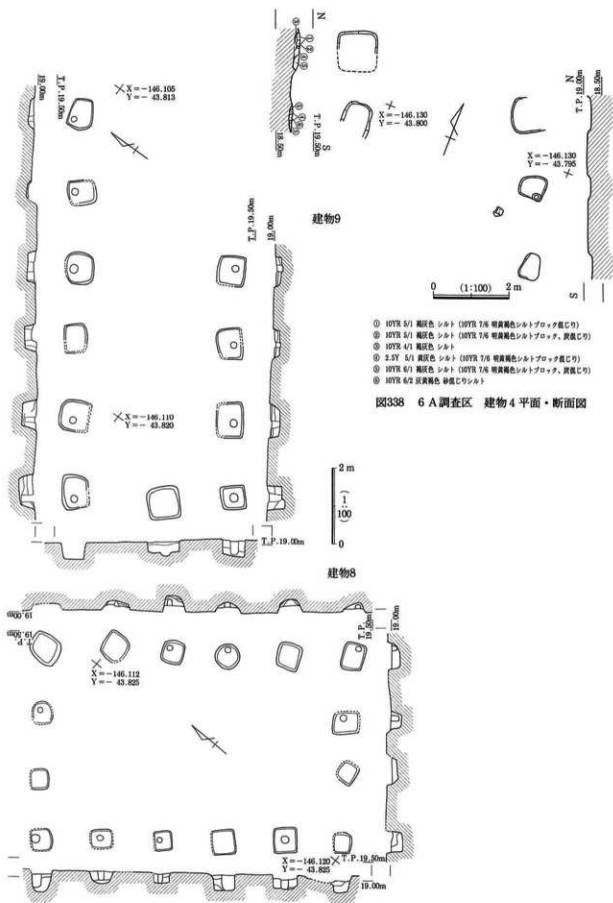 19.00m
T.P.19.50m
X=-146.105
Y=- 43.813
N
S
T.P.19.50m
18.50m
X=-146.130
Y=- 43.800
N
T.P.19.00m
18.50m
X=-146.130
Y=- 43.795
S
T.P.19.50m
19.00m
建物9
0 (1:100) 2m
① 10YR 5/1 褐灰色 シルト (10YR 7/6 明黄褐色シルトブロック混じり)
② 10YR 5/1 褐灰色 シルト (10YR 7/6 明黄褐色シルトブロック、炭混じり)
③ 10YR 4/1 褐灰色 シルト
④ 2.5Y 5/1 黄灰色 シルト (10YR 7/6 明黄褐色シルトブロック混じり)
⑤ 10YR 6/1 褐灰色 シルト (10YR 7/6 明黄褐色シルトブロック、炭混じり)
⑥ 10YR 6/2 灰黄褐色 砂混じりシルト
図338 6A調査区 建物4平面・断面図
X=-146.110
Y=- 43.820
2m
(1:100)
0
T.P.19.00m
建物8
19.00m
T.P.19.50m
X=-146.112
Y=- 43.825
T.P.19.50m
19.00m
X=-146.120
Y=- 43.825
T.P.19.50m
19.00m